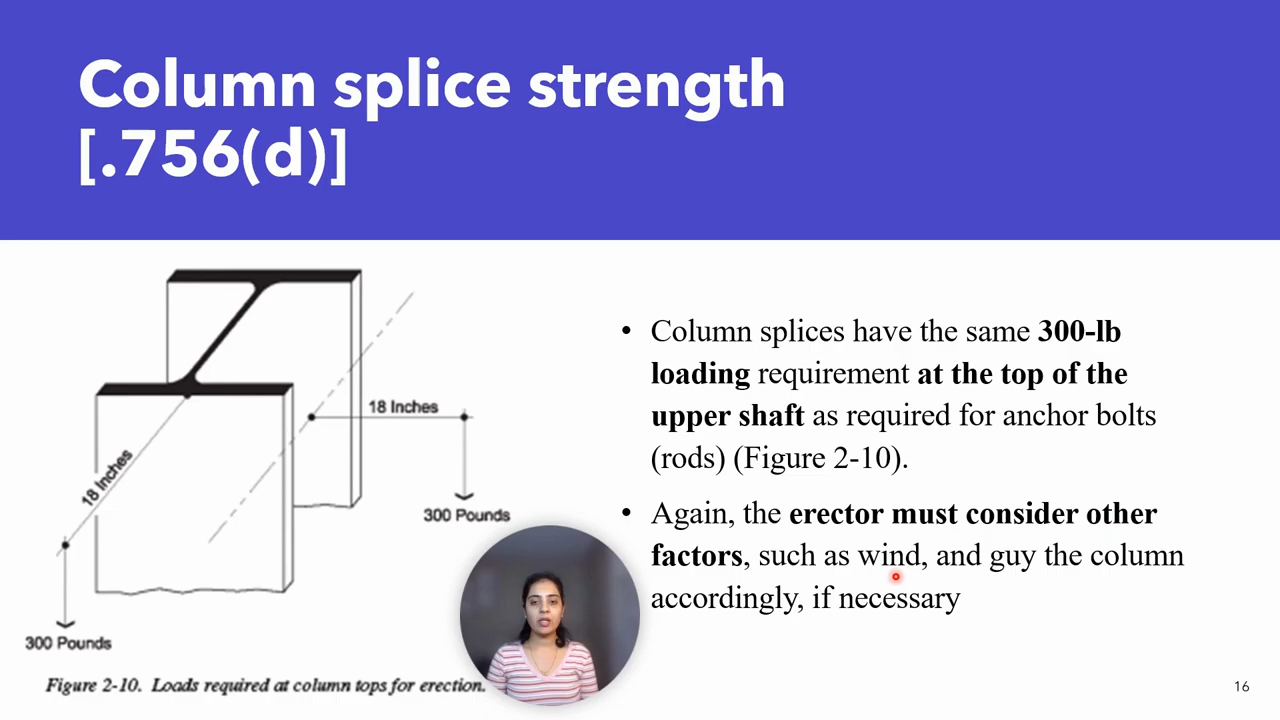 Column splice strength
[.756(d)]
18 Inches
18 Inches
300 Pounds
300 Pounds
Figure 2-10. Loads required at column tops for erection.
• Column splices have the same 300-lb
loading requirement at the top of the
upper shaft as required for anchor bolts
(rods) (Figure 2-10).
• Again, the erector must consider other
factors, such as wind, and guy the column
accordingly, if necessary
16